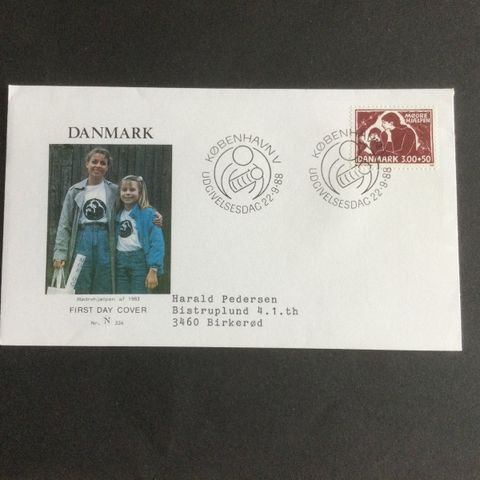 DANMARK
KØBENHAVN V
UDGIVELSESDAG 22·9·88
KØBENHAVN V
UDGIVELSESDAG 22·9·88
MØDRE
HJÆLPEN
DANMARK 3.00+50
Mødrehjælpen af 1983
FIRST DAY COVER
Nr. N 324
Harald Pedersen
Bistruplund 4.1.th
3460 Birkerød